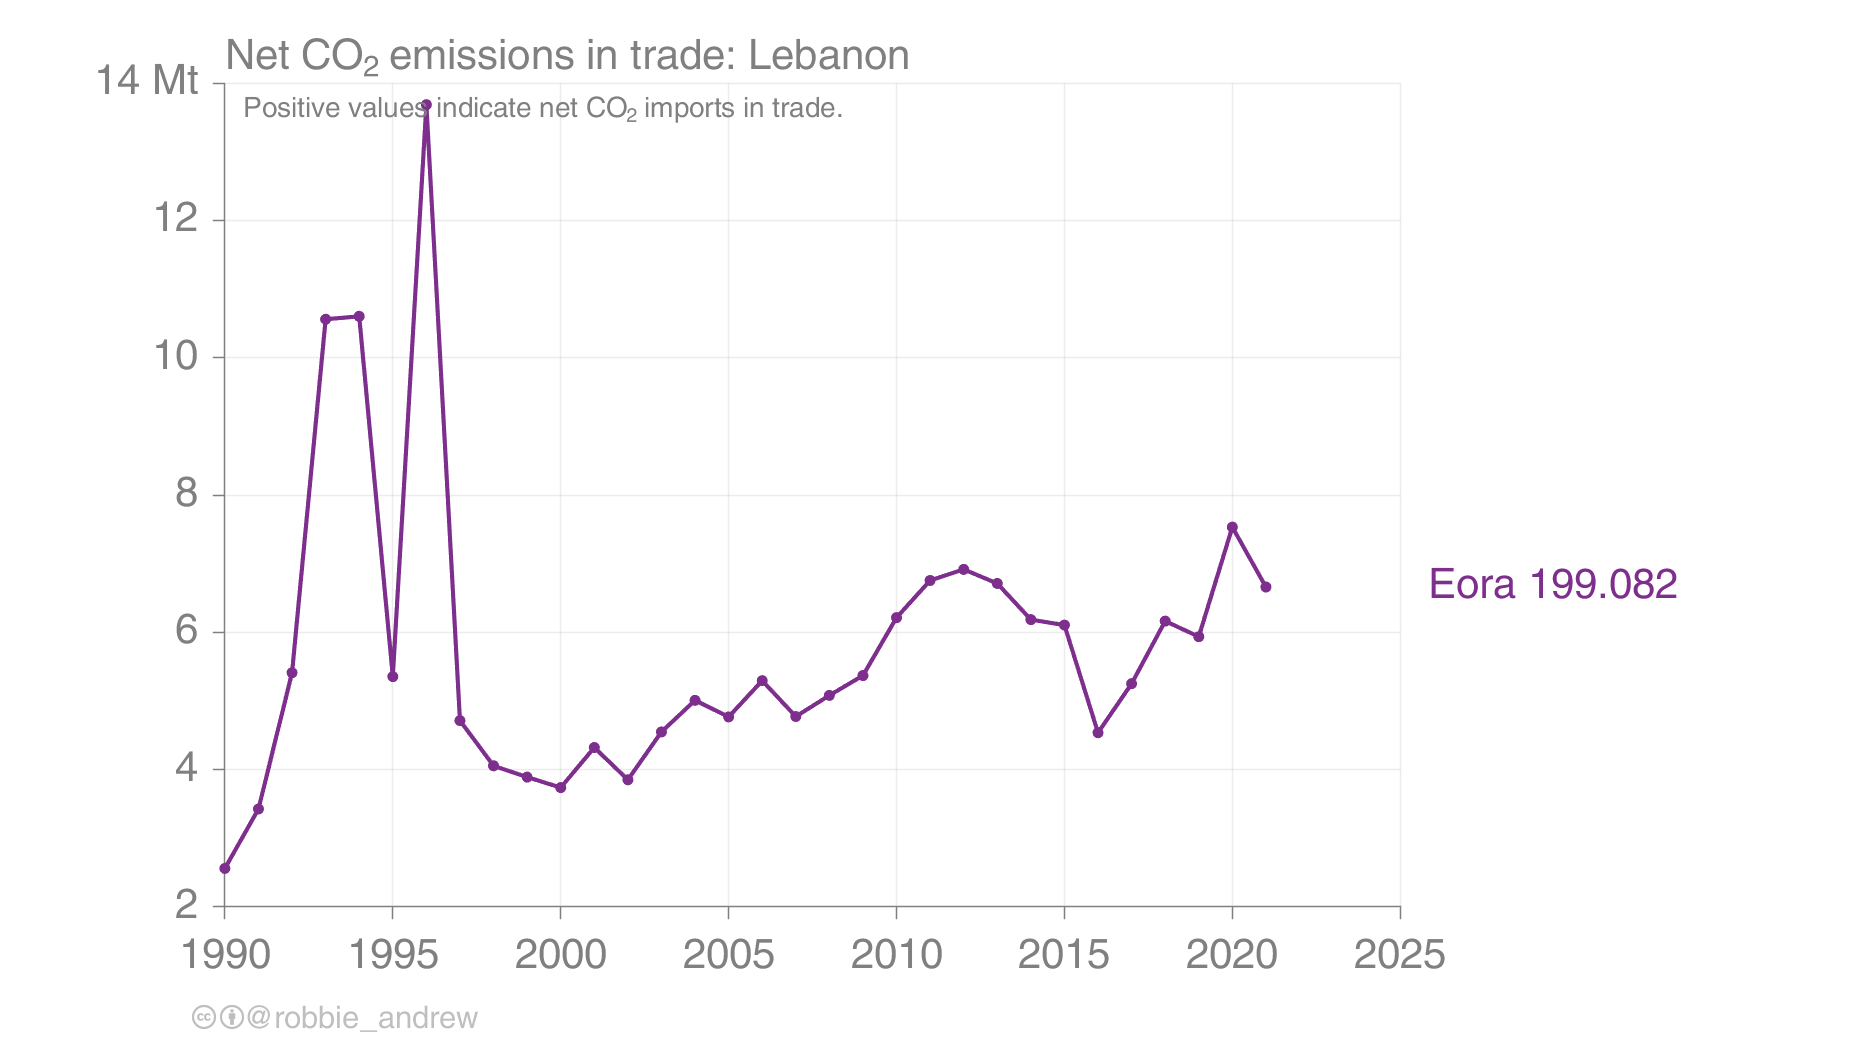 Net CO₂ emissions in trade: Lebanon
14 Mt
Positive values indicate net CO₂ imports in trade.
12
10
8
Eora 199.082
6
4
2
1990 1995 2000 2005 2010 2015 2020 2025
@robbie_andrew